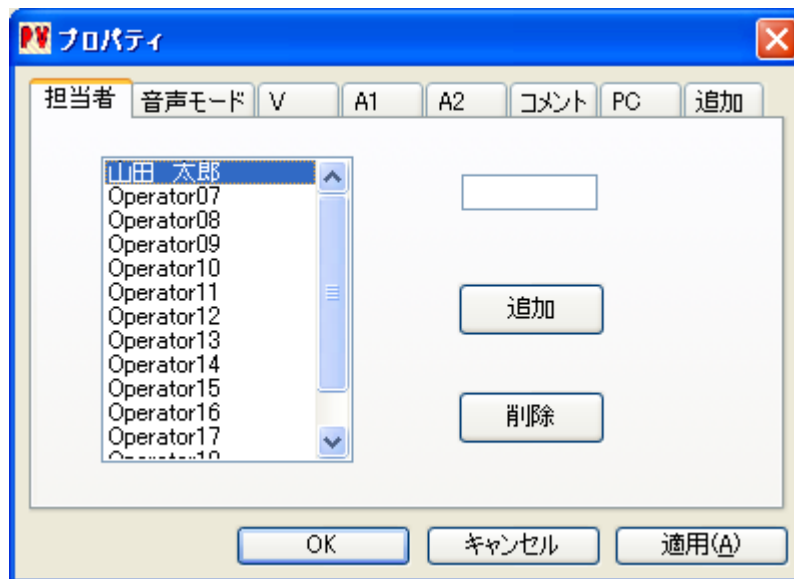 PV プロパティ
担当者 音声モード V A1 A2 コメント PC 追加
山田 太郎
Operator07
Operator08
Operator09
Operator10
Operator11
Operator12
Operator13
Operator14
Operator15
Operator16
Operator17
追加
削除
OK キャンセル 適用(A)